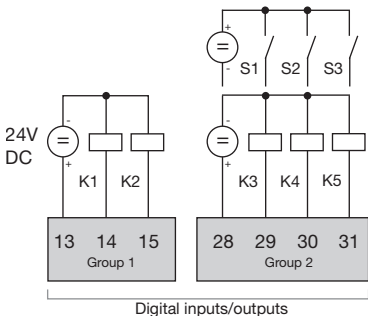 +
=
-
S1 S2 S3
24V
DC
- -
= =
+ +
K1 K2 K3 K4 K5
13 14 15 28 29 30 31
Group 1 Group 2
Digital inputs/outputs